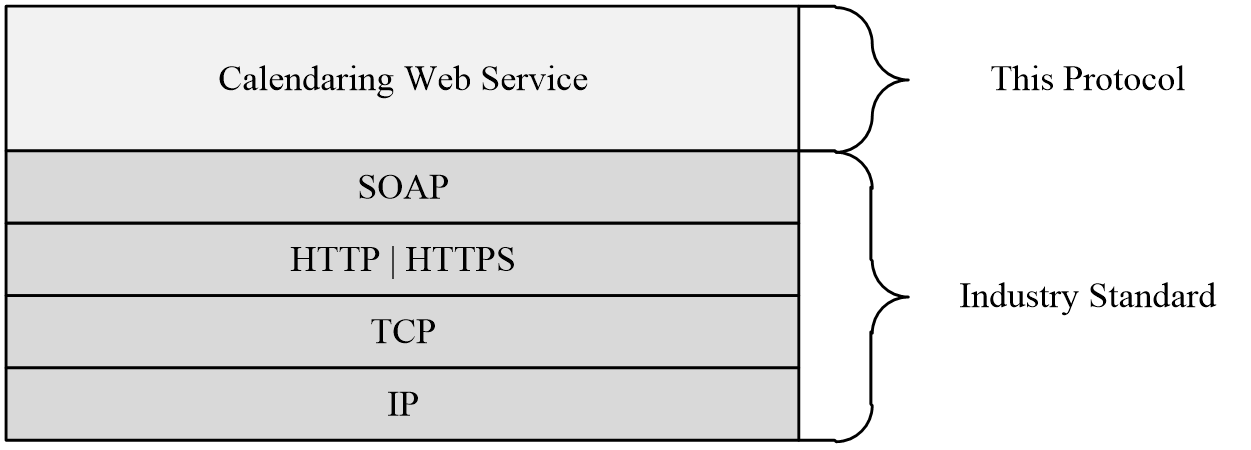 Calendaring Web Service
This Protocol
SOAP
HTTP | HTTPS
TCP
IP
Industry Standard